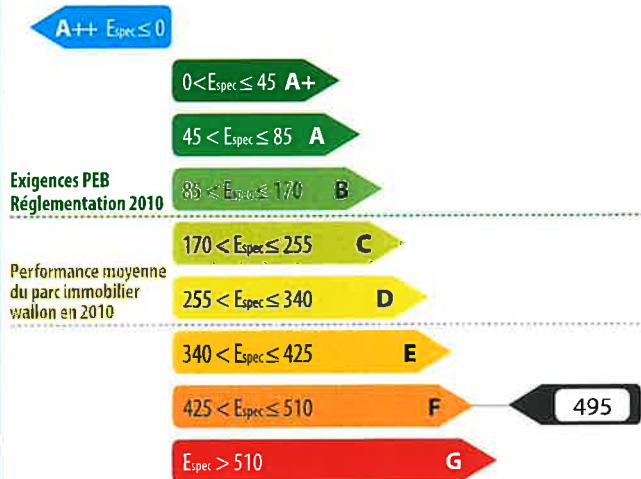 A++ Espec ≤ 0
0 < Espec ≤ 45 A+
45 < Espec ≤ 85 A
Exigences PEB
Réglementation 2010
85 < Espec ≤ 170 B
170 < Espec ≤ 255 C
Performance moyenne
du parc immobilier
wallon en 2010
255 < Espec ≤ 340 D
340 < Espec ≤ 425 E
425 < Espec ≤ 510 F
495
Espec > 510 G